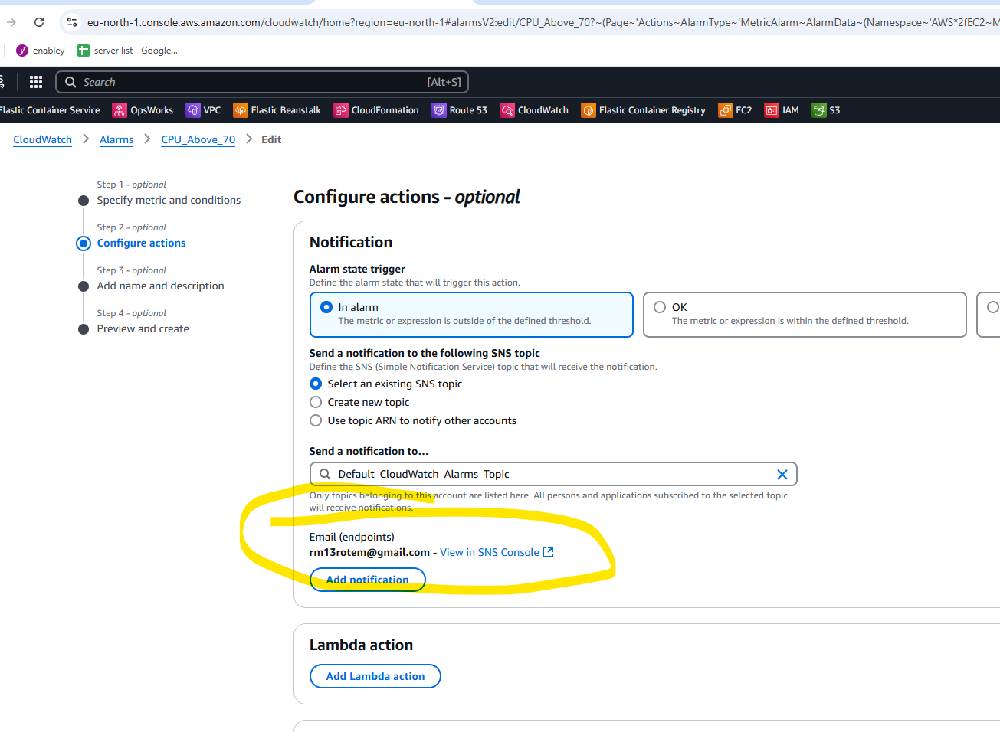 eu-north-1.console.aws.amazon.com/cloudwatch/home?region=eu-north-1#alarmsV2:edit/CPU_Above_70?~(Page~'Actions~AlarmType~'MetricAlarm~AlarmData~(Namespace~'AWS*2fEC2~M
enabley
server list - Google...
Search
[Alt+S]
Elastic Container Service
OpsWorks
VPC
Elastic Beanstalk
CloudFormation
Route 53
CloudWatch
Elastic Container Registry
EC2
IAM
S3
CloudWatch > Alarms > CPU_Above_70 > Edit
Step 1 - optional
Specify metric and conditions
Step 2 - optional
Configure actions
Step 3 - optional
Add name and description
Step 4 - optional
Preview and create
Configure actions - optional
Notification
Alarm state trigger
Define the alarm state that will trigger this action.
In alarm
The metric or expression is outside of the defined threshold.
OK
The metric or expression is within the defined threshold.
Send a notification to the following SNS topic
Define the SNS (Simple Notification Service) topic that will receive the notification.
Select an existing SNS topic
Create new topic
Use topic ARN to notify other accounts
Send a notification to...
Default_CloudWatch_Alarms_Topic
Only topics belonging to this account are listed here. All persons and applications subscribed to the selected topic
will receive notifications.
Email (endpoints)
rm13rotem@gmail.com - View in SNS Console
Add notification
Lambda action
Add Lambda action